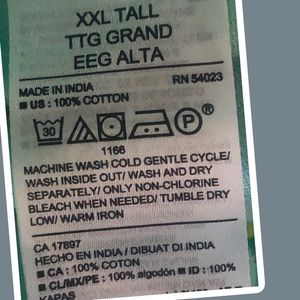 XXL TALL
TTG GRAND
EEG ALTA
MADE IN INDIA RN 54023
■ US : 100% COTTON
30 P
1166
MACHINE WASH COLD GENTLE CYCLE/
WASH INSIDE OUT/ WASH AND DRY
SEPARATELY/ ONLY NON-CHLORINE
BLEACH WHEN NEEDED/ TUMBLE DRY
LOW/ WARM IRON
CA 17897
HECHO EN INDIA / DIBUAT DI INDIA
■ CA : 100% COTON
■ CL/MX/PE : 100% algodón ■ ID : 100%
KAPAS